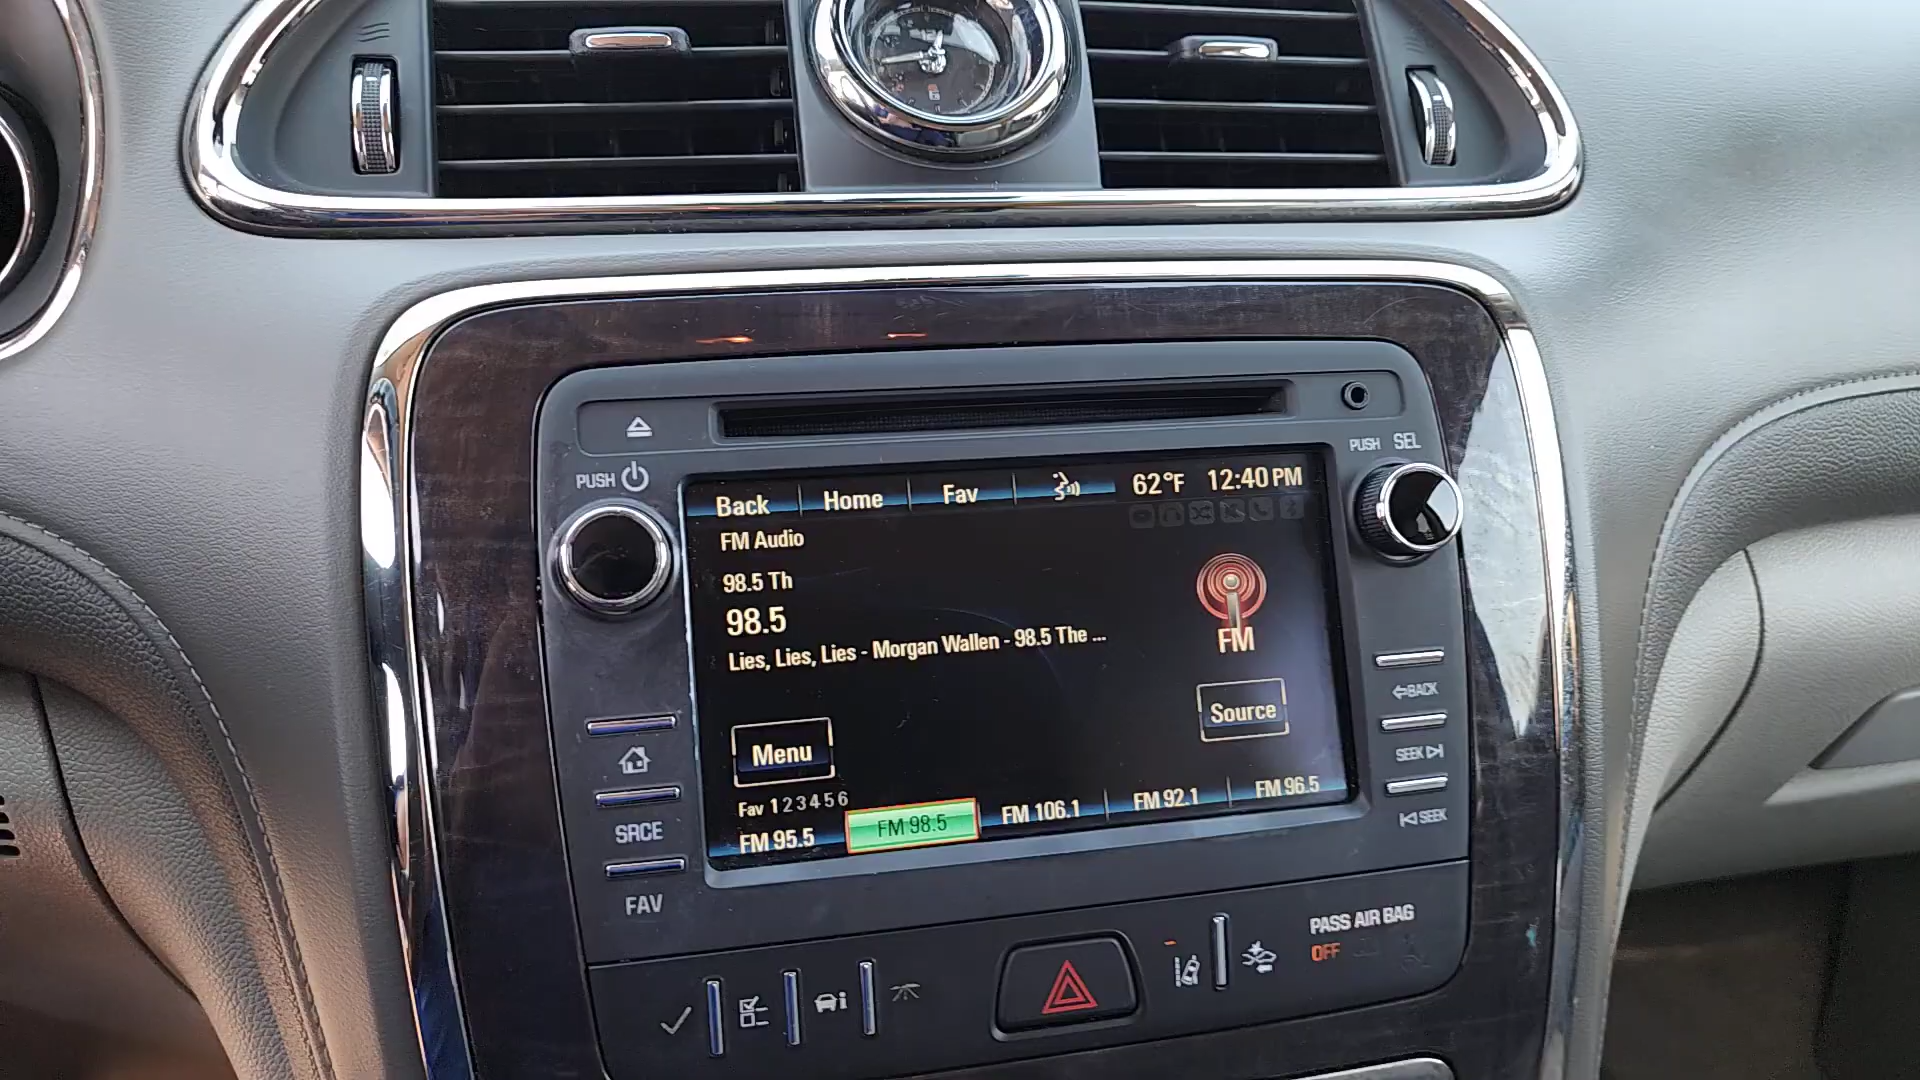 PUSH
PUSH SEL
Back Home Fav 62°F 12:40 PM
FM Audio
98.5 Th
98.5
Lies, Lies, Lies - Morgan Wallen - 98.5 The ...
FM
Source
Menu
Fav 1 2 3 4 5 6
FM 95.5 FM 98.5 FM 106.1 FM 92.1 FM 96.5
BACK
SEEK
SEEK
SRCE
FAV
PASS AIR BAG
OFF